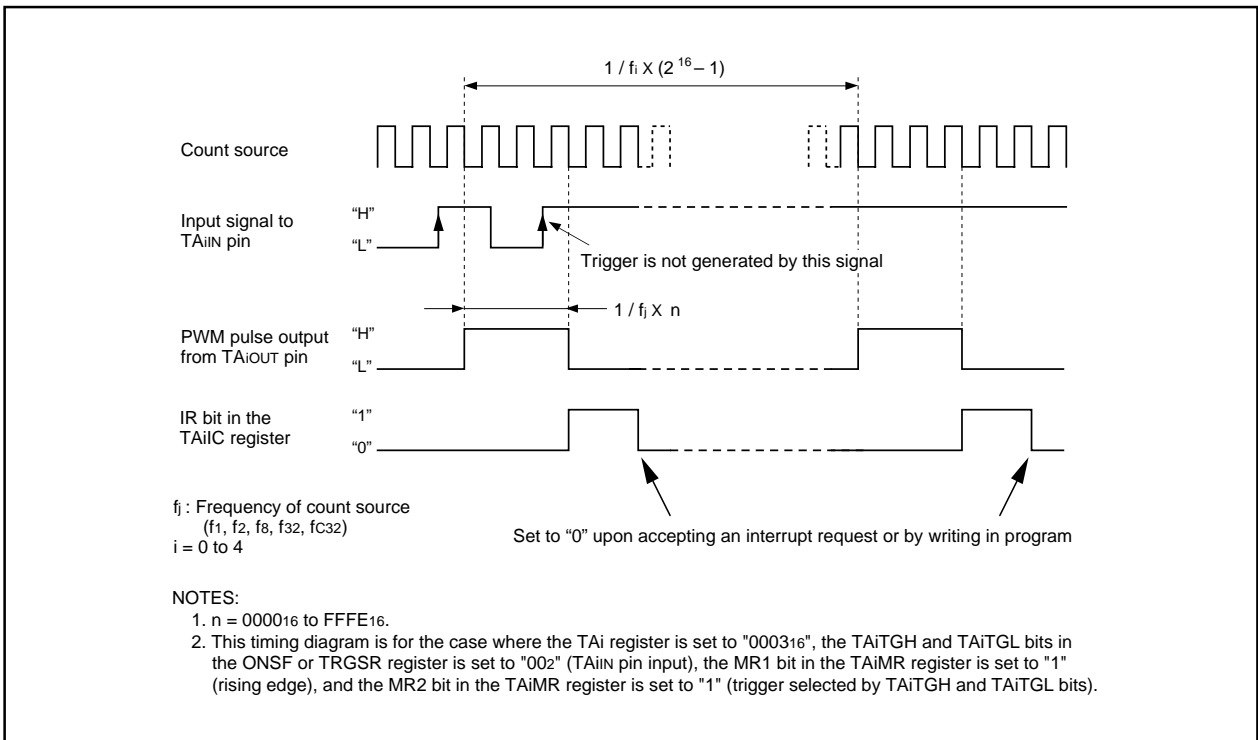 1 / fi X (2 16 – 1)
Count source
Input signal to
TAiIN pin
“H”
“L”
Trigger is not generated by this signal
1 / fj X n
PWM pulse output
from TAiOUT pin
“H”
“L”
IR bit in the
TAiIC register
“1”
“0”
fj : Frequency of count source
(f1, f2, f8, f32, fC32)
i = 0 to 4
Set to “0” upon accepting an interrupt request or by writing in program
NOTES:
1. n = 000016 to FFFE16.
2. This timing diagram is for the case where the TAi register is set to "000316", the TAiTGH and TAiTGL bits in
the ONSF or TRGSR register is set to "002" (TAiIN pin input), the MR1 bit in the TAiMR register is set to "1"
(rising edge), and the MR2 bit in the TAiMR register is set to "1" (trigger selected by TAiTGH and TAiTGL bits).